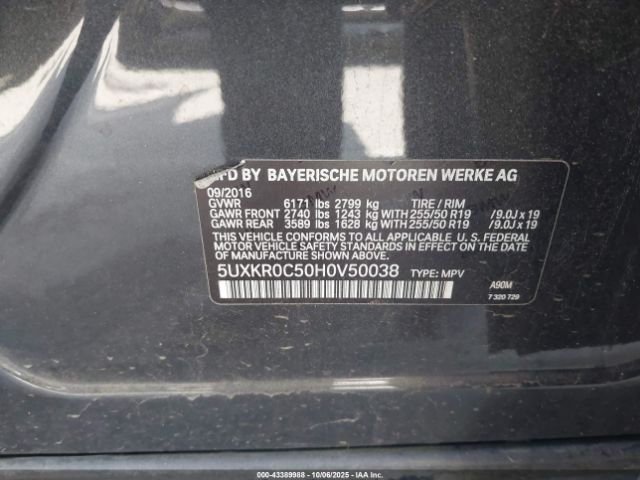 MFD BY BAYERISCHE MOTOREN WERKE AG
09/2016
GVWR 6171 lbs 2799 kg TIRE / RIM
GAWR FRONT 2740 lbs 1243 kg WITH 255/50 R19 / 9.0J x 19
GAWR REAR 3589 lbs 1628 kg WITH 255/50 R19 / 9.0J x 19
THIS VEHICLE CONFORMS TO ALL APPLICABLE U. S. FEDERAL
MOTOR VEHICLE SAFETY STANDARDS IN EFFECT ON THE
DATE OF MANUFACTURE SHOWN ABOVE.
5UXKR0C50H0V50038 TYPE: MPV
A90M
7 320 729
000-43389988 | 10/06/2025 | IAAI.COM